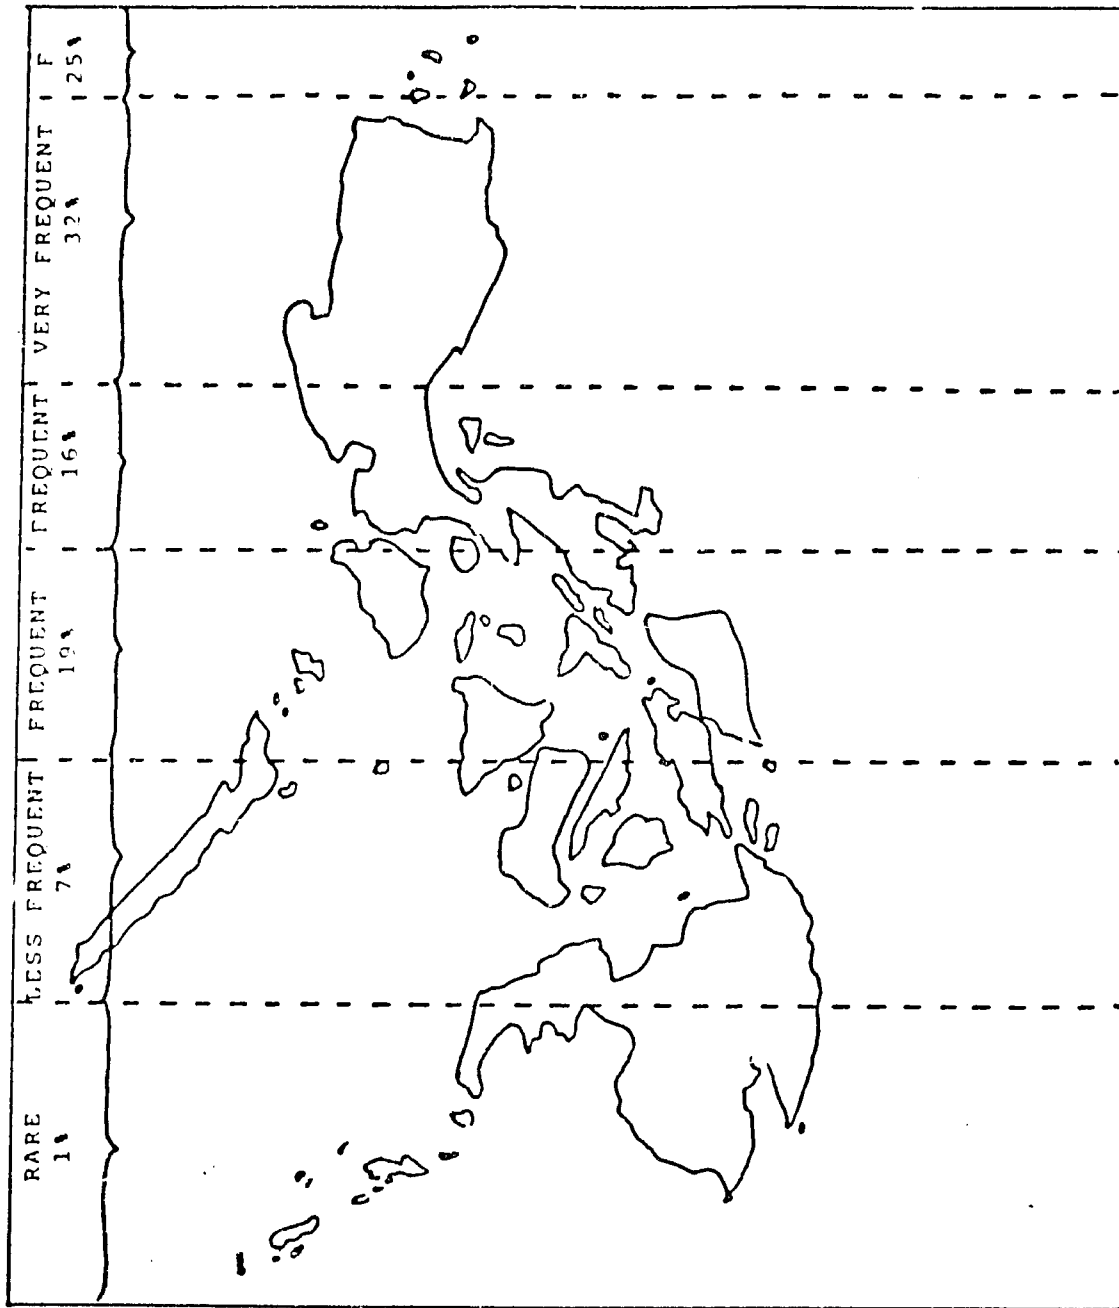 RARE
1%
LESS FREQUENT
7%
FREQUENT
19%
FREQUENT
16%
VERY FREQUENT
32%
F
25%